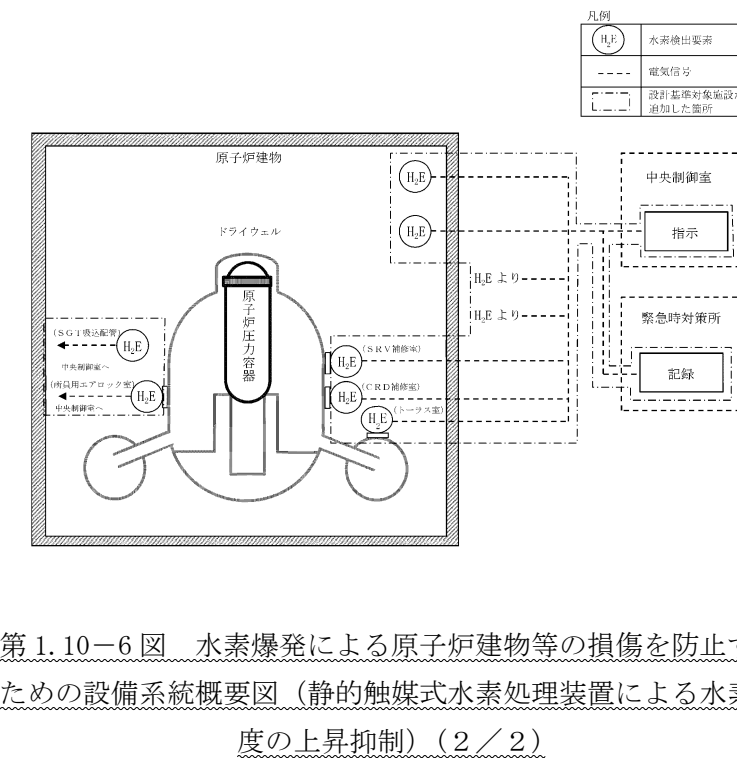 凡例
H₂E 水素検出要素
電気信号
設計基準対象施設か
追加した箇所
原子炉建物
H₂E
中央制御室
ドライウェル
H₂E
指示
H₂E より
原子炉圧力容器
H₂E より
緊急時対策所
(SGT吸込配管)
H₂E
中央制御室へ
(SRV補修室)
H₂E
(所員用エアロック室)
H₂E
中央制御室へ
(CRD補修室)
H₂E
記録
(トーラス室)
H₂E
第 1.10－6 図　水素爆発による原子炉建物等の損傷を防止す
ための設備系統概要図（静的触媒式水素処理装置による水素
度の上昇抑制）（２／２）